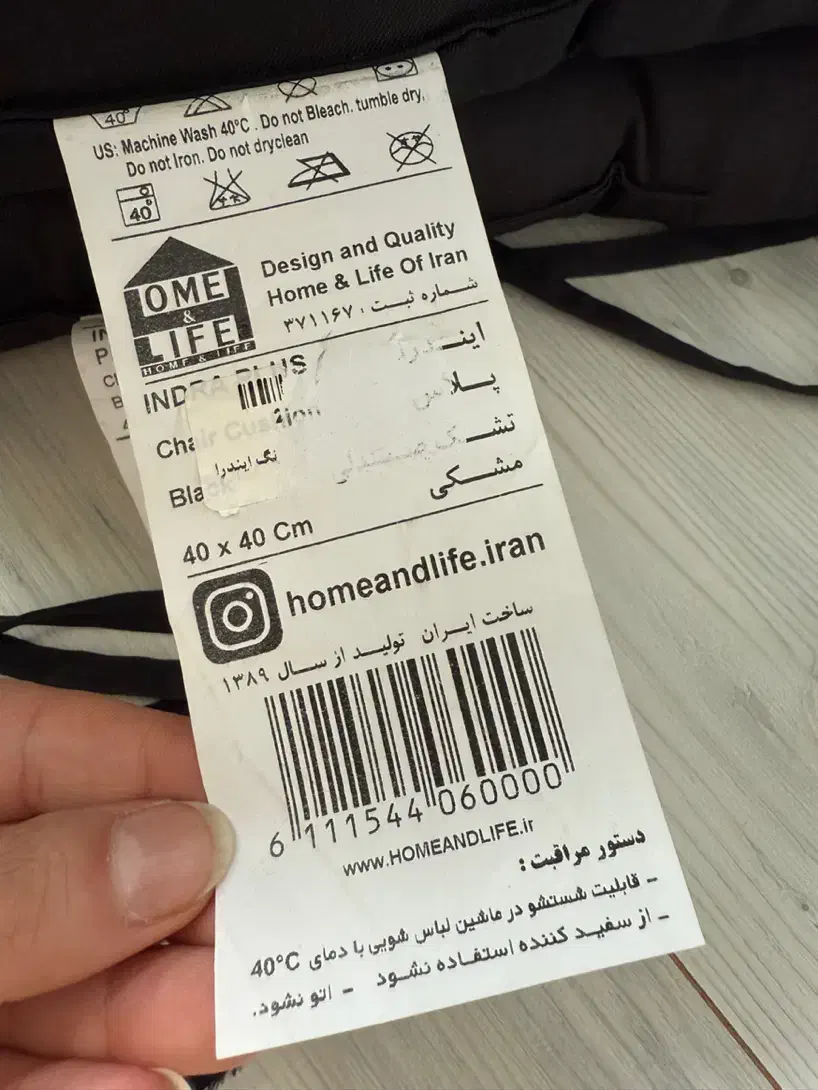 40°
US: Machine Wash 40°C . Do not Bleach. tumble dry,
Do not Iron. Do not dryclean
40°
HOME
&
LIFE
HOME & LIFE
Design and Quality
Home & Life Of Iran
شماره ثبت : ۳۷۱۱۶۷
INDRA PLUS
ایندرا
پلاس
Chair Cushion
تشک صندلی
Black
مشکی
40 x 40 Cm
homeandlife.iran
ساخت ایران تولید از سال ۱۳۸۹
6 111544 060000
www.HOMEANDLIFE.ir
دستور مراقبت :
- قابلیت شستشو در ماشین لباس شویی با دمای 40°C
- از سفید کننده استفاده نشود - اتو نشود.